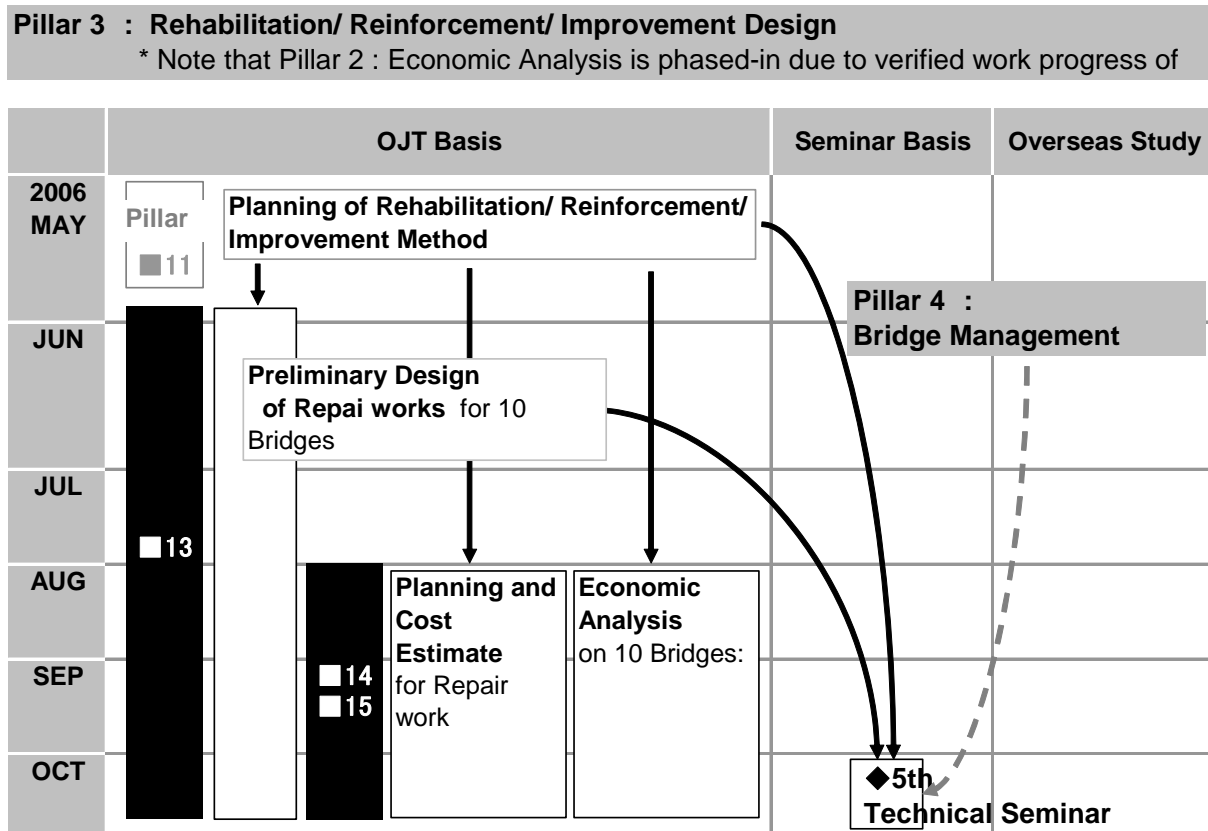 Pillar 3 : Rehabilitation/ Reinforcement/ Improvement Design
* Note that Pillar 2 : Economic Analysis is phased-in due to verified work progress of
OJT Basis
Seminar Basis
Overseas Study
2006
MAY
Pillar
■11
Planning of Rehabilitation/ Reinforcement/
Improvement Method
Pillar 4 :
Bridge Management
JUN
Preliminary Design
of Repai works for 10
Bridges
JUL
■13
AUG
Planning and
Cost
Estimate
for Repair
work
Economic
Analysis
on 10 Bridges:
SEP
■14
■15
OCT
◆5th
Technical Seminar